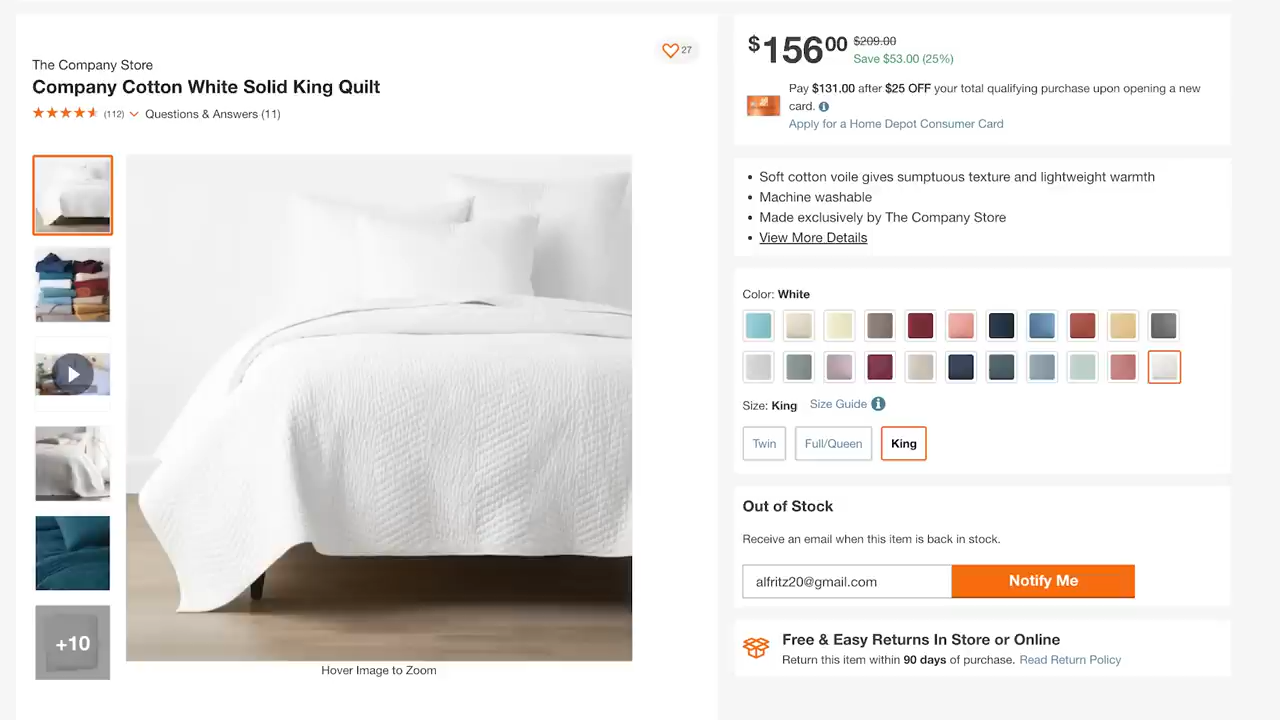 The Company Store
Company Cotton White Solid King Quilt
(112)
Questions & Answers (11)
27
+10
Hover Image to Zoom
$156 00 $209.00
Save $53.00 (25%)
Pay $131.00 after $25 OFF your total qualifying purchase upon opening a new
card.
Apply for a Home Depot Consumer Card
• Soft cotton voile gives sumptuous texture and lightweight warmth
• Machine washable
• Made exclusively by The Company Store
• View More Details
Color: White
Size: King Size Guide
Twin
Full/Queen
King
Out of Stock
Receive an email when this item is back in stock.
alfritz20@gmail.com
Notify Me
Free & Easy Returns In Store or Online
Return this item within 90 days of purchase. Read Return Policy